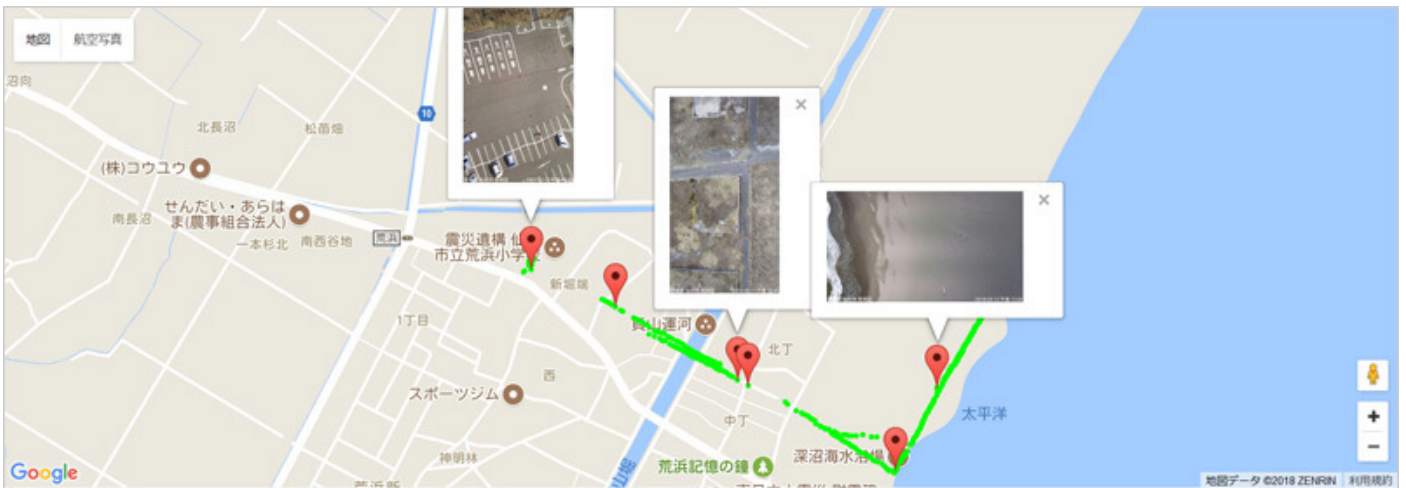 地図 航空写真
沼向
10
北長沼
松苗畑
(株)コウユウ
せんだい・あらは
ま(農事組合法人)
南長沼
一本杉北
南西谷地
荒浜
震災遺構 仙
市立荒浜小学校
新堀端
1丁目
貞山運河
北丁
西
スポーツジム
中丁
太平洋
深沼海水浴場
神明林
荒浜記憶の鐘
荒浜新
Google
地図データ ©2018 ZENRIN 利用規約